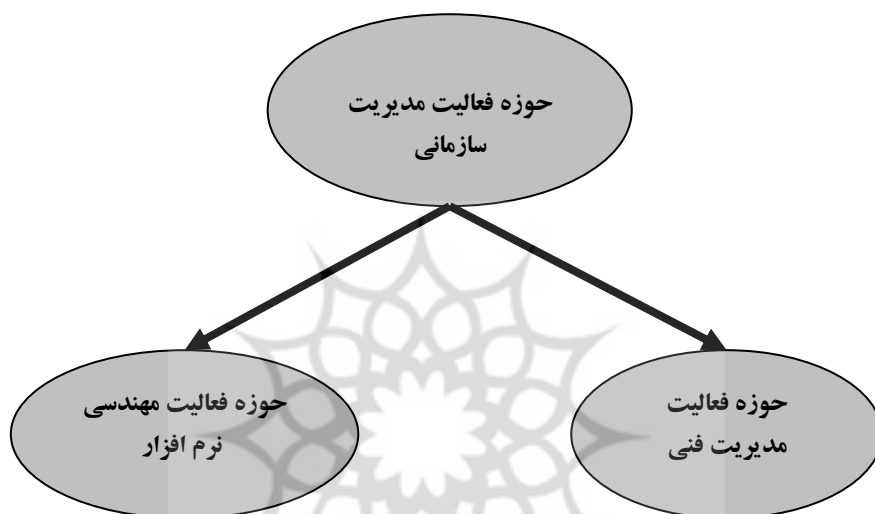 حوزه فعالیت مدیریت
سازمانی
حوزه فعالیت
مدیریت فنی
حوزه فعالیت مهندسی
نرم افزار